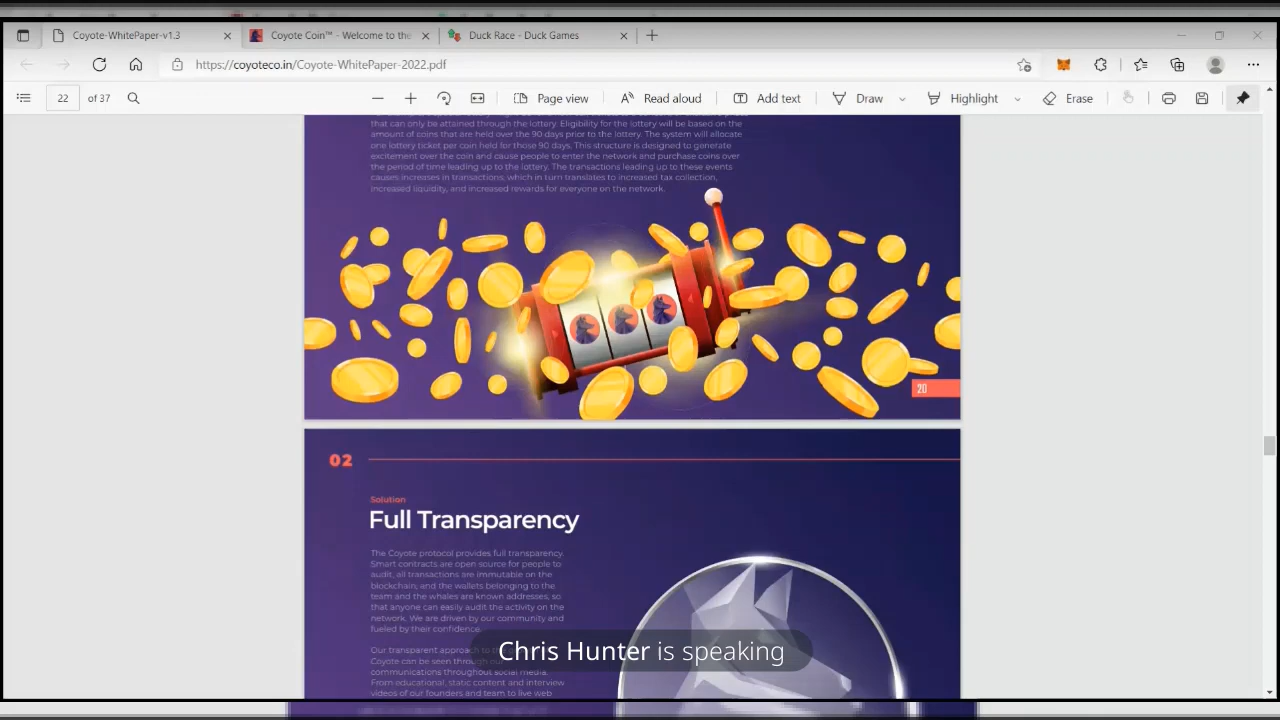 Coyote-WhitePaper-v1.3
Coyote Coin™ - Welcome to the
Duck Race - Duck Games
https://coyoteco.in/Coyote-WhitePaper-2022.pdf
22 of 37
Page view
Read aloud
Add text
Draw
Highlight
Erase
that can only be attained through the lottery. Eligibility for the lottery will be based on the
amount of coins that are held over the 90 days prior to the lottery. The system will allocate
one lottery ticket per coin held for those 90 days. This structure is designed to generate
excitement over the coin and cause people to enter the network and purchase coins over
the period of time leading up to the lottery. The transactions leading up to these events
causes increases in transactions, which in turn translates to increased tax collection,
increased liquidity, and increased rewards for everyone on the network.
20
02
Solution
Full Transparency
The Coyote protocol provides full transparency.
Smart contracts are open source for people to
audit, all transactions are immutable on the
blockchain, and the wallets belonging to the
team and the whales are known addresses, so
that anyone can easily audit the activity on the
network. We are driven by our community and
fueled by their confidence.
Our transparent approach to
Coyote can be seen through
communications throughout social media.
From educational, static content and interview
videos of our founders and team to live web
Chris Hunter is speaking